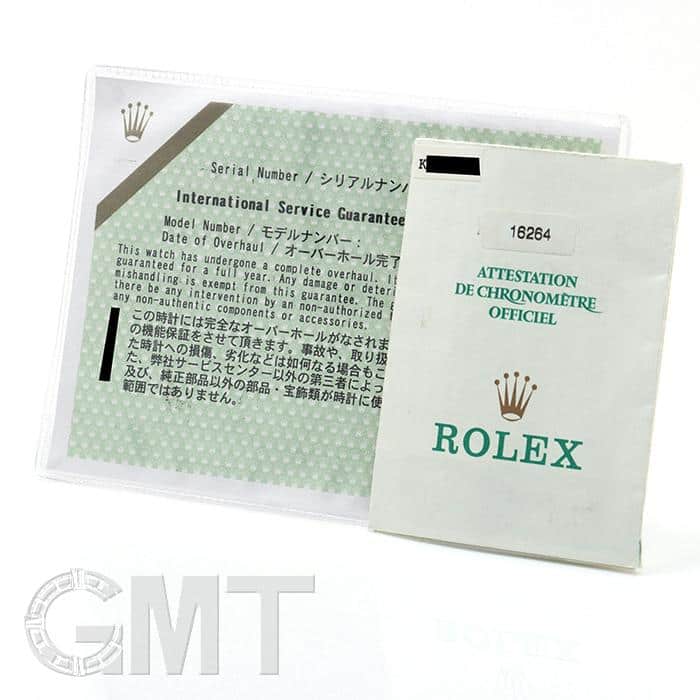 Serial Number / シリアルナンバ
International Service Guarantee
Model Number / モデルナンバー :
Date of Overhaul / オーバーホール完了
This watch has undergone a complete overhaul.
guaranteed for a full year. Any damage or deter
mishandling is exempt from this guarantee. The
there be any intervention by an non-authorized
any non-authentic components or accessories.
この時計には完全なオーバーホールがなされま
の機能保証をさせて頂きます。事故や、取り扱
た時計への損傷、劣化などは如何なる場合もこ
た、弊社サービスセンター以外の第三者によっ
及び、純正部品以外の部品・宝飾類が時計に使
範囲ではありません。
K
16264
ATTESTATION
DE CHRONOMÈTRE
OFFICIEL
ROLEX
GMT